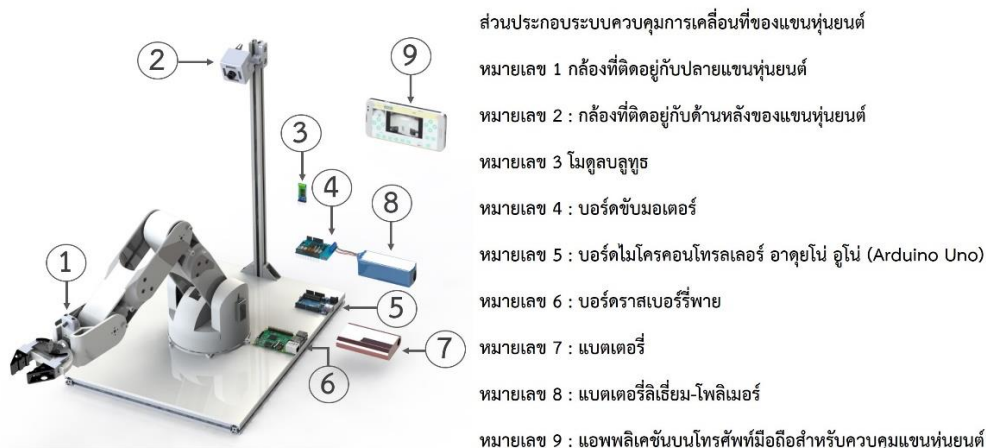 ส่วนประกอบระบบควบคุมการเคลื่อนที่ของแขนหุ่นยนต์
หมายเลข 1 กล้องที่ติดอยู่กับปลายแขนหุ่นยนต์
หมายเลข 2 : กล้องที่ติดอยู่กับด้านหลังของแขนหุ่นยนต์
หมายเลข 3 โมดูลบลูทูธ
หมายเลข 4 : บอร์ดขับมอเตอร์
หมายเลข 5 : บอร์ดไมโครคอนโทรลเลอร์ อาดุยโน่ อูโน่ (Arduino Uno)
หมายเลข 6 : บอร์ดราสเบอร์รี่พาย
หมายเลข 7 : แบตเตอรี่
หมายเลข 8 : แบตเตอรี่ลิเธี่ยม-โพลิเมอร์
หมายเลข 9 : แอพพลิเคชันบนโทรศัพท์มือถือสำหรับควบคุมแขนหุ่นยนต์
2
9
3
4
8
1
5
7
6